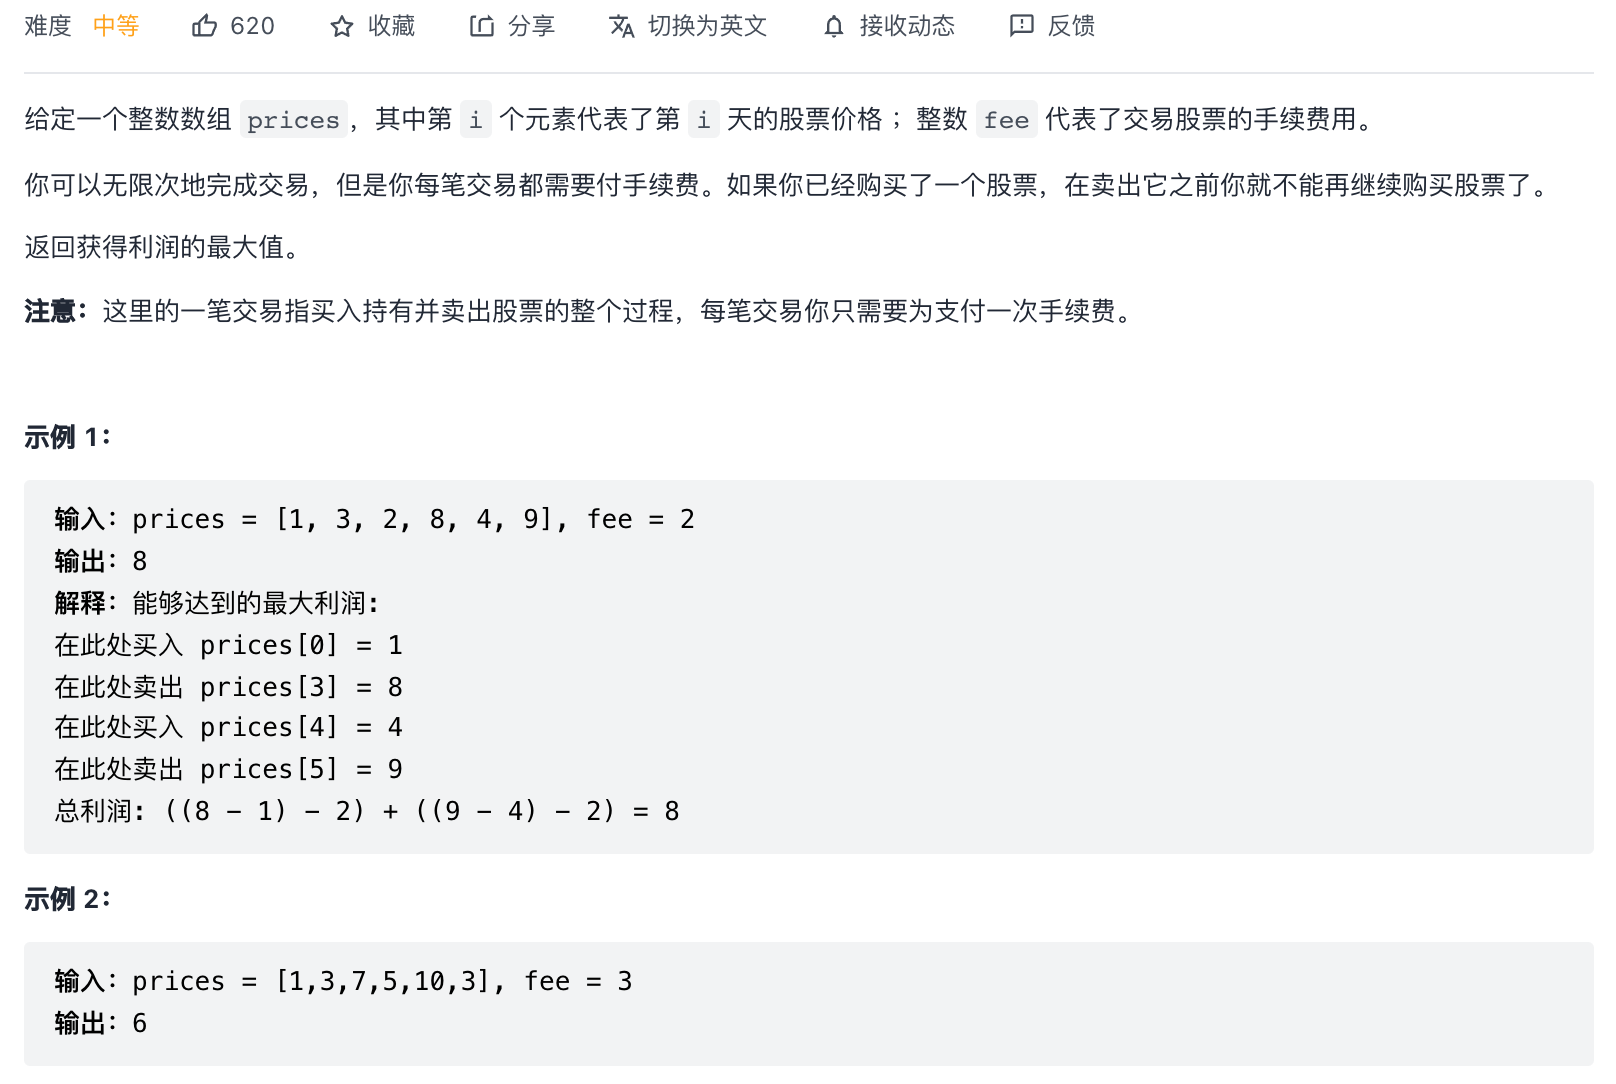 难度 中等 620 收藏 分享 切换为英文 接收动态 反馈
给定一个整数数组 prices，其中第 i 个元素代表了第 i 天的股票价格；整数 fee 代表了交易股票的手续费用。
你可以无限次地完成交易，但是你每笔交易都需要付手续费。如果你已经购买了一个股票，在卖出它之前你就不能再继续购买股票了。
返回获得利润的最大值。
注意：这里的一笔交易指买入持有并卖出股票的整个过程，每笔交易你只需要为支付一次手续费。
示例 1：
输入：prices = [1, 3, 2, 8, 4, 9], fee = 2
输出：8
解释：能够达到的最大利润:
在此处买入 prices[0] = 1
在此处卖出 prices[3] = 8
在此处买入 prices[4] = 4
在此处卖出 prices[5] = 9
总利润: ((8 - 1) - 2) + ((9 - 4) - 2) = 8
示例 2：
输入：prices = [1,3,7,5,10,3], fee = 3
输出：6